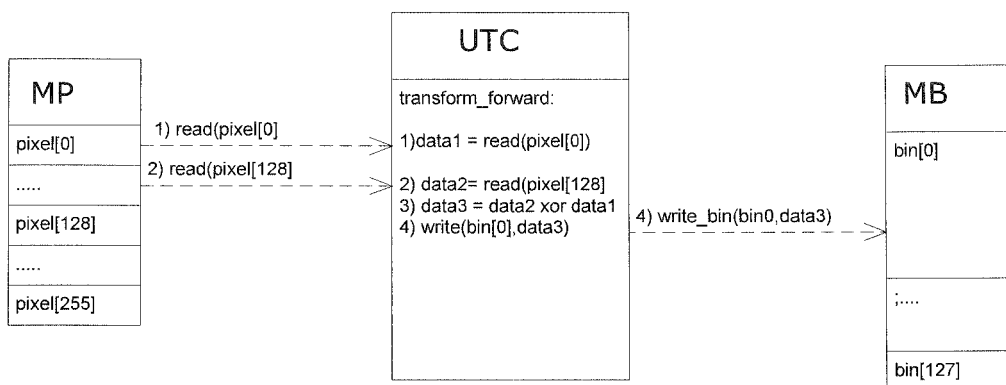 MP
pixel[0]
.....
pixel[128]
.....
pixel[255]
1) read(pixel[0]
2) read(pixel[128]
UTC
transform_forward:
1)data1 = read(pixel[0])
2) data2= read(pixel[128]
3) data3 = data2 xor data1
4) write(bin[0],data3)
4) write_bin(bin0,data3)
MB
bin[0]
;....
bin[127]